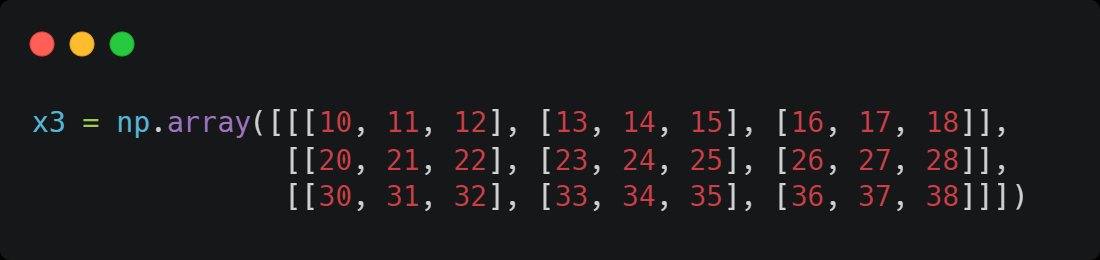 x3 = np.array([[[10, 11, 12], [13, 14, 15], [16, 17, 18]],
               [[20, 21, 22], [23, 24, 25], [26, 27, 28]],
               [[30, 31, 32], [33, 34, 35], [36, 37, 38]]])